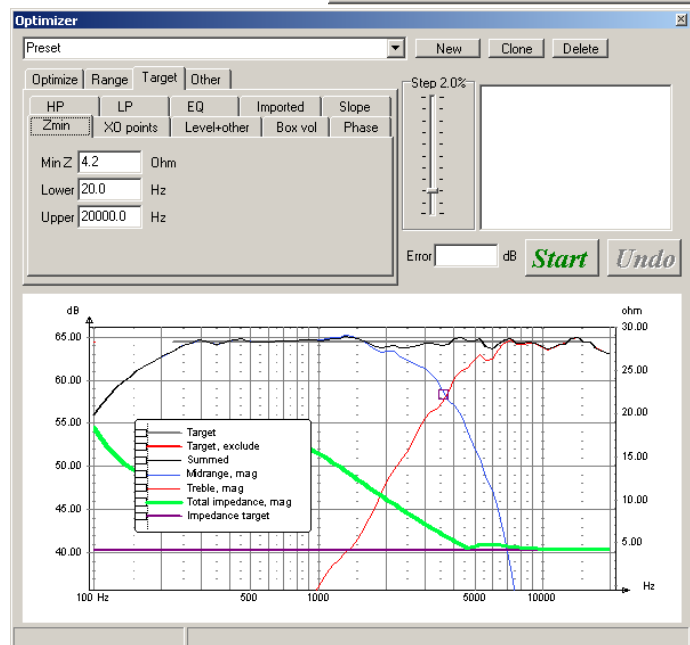 Optimizer
Preset
New Clone Delete
Optimize Range Target Other
Step 2.0%
HP LP EQ Imported Slope
Zmin XO points Level+other Box vol Phase
Min Z 4.2 Ohm
Lower 20.0 Hz
Upper 20000.0 Hz
Error dB Start Undo
dB ohm
65.00
60.00
55.00
50.00
45.00
40.00
30.00
25.00
20.00
15.00
10.00
5.00
Target
Target, exclude
Summed
Midrange, mag
Treble, mag
Total impedance, mag
Impedance target
100 Hz 500 1000 5000 10000 Hz